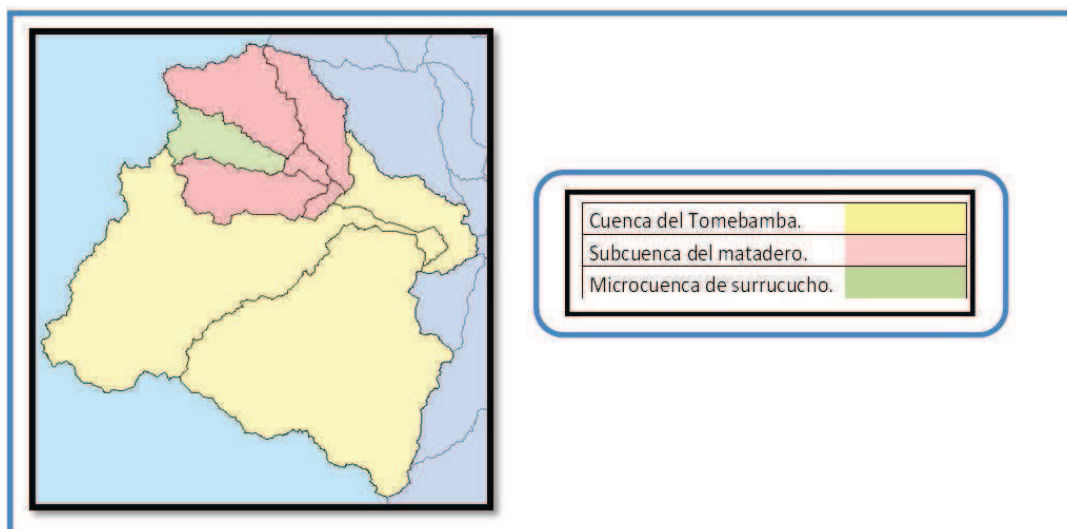 Cuenca del Tomebamba.
Subcuenca del matadero.
Microcuenca de surrucucho.